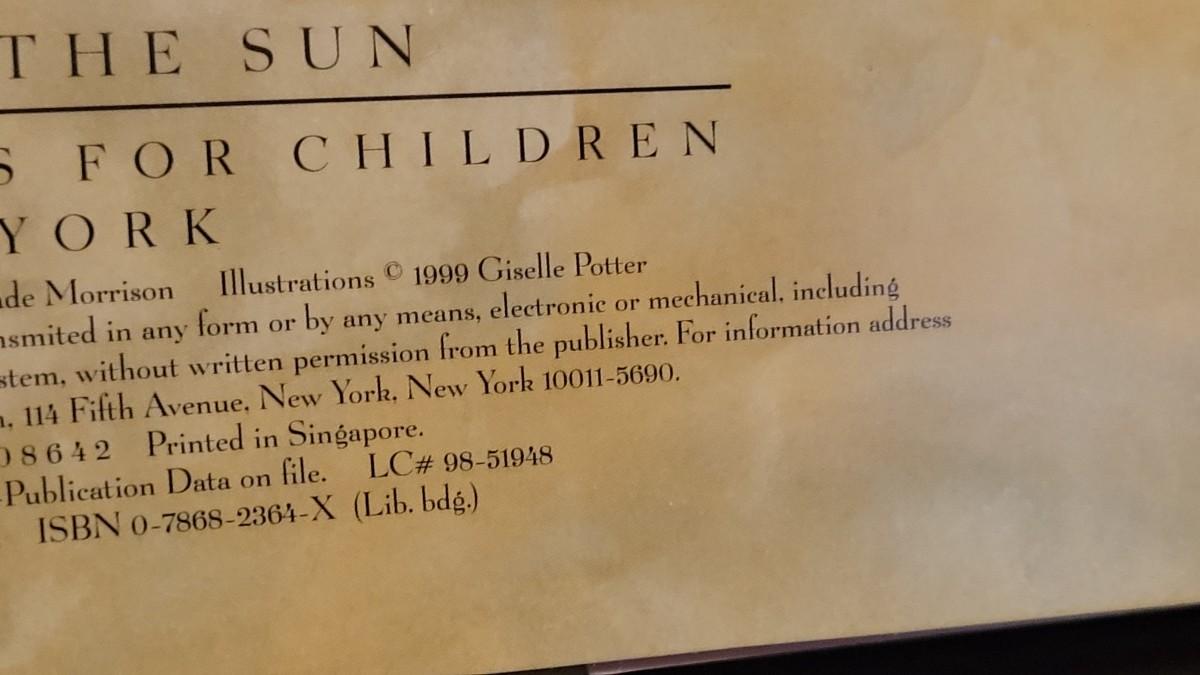 THE SUN
S FOR CHILDREN
YORK
de Morrison Illustrations © 1999 Giselle Potter
nsmited in any form or by any means, electronic or mechanical, including
stem, without written permission from the publisher. For information address
, 114 Fifth Avenue, New York, New York 10011-5690.
8 6 4 2 Printed in Singapore.
-Publication Data on file. LC# 98-51948
ISBN 0-7868-2364-X (Lib. bdg.)